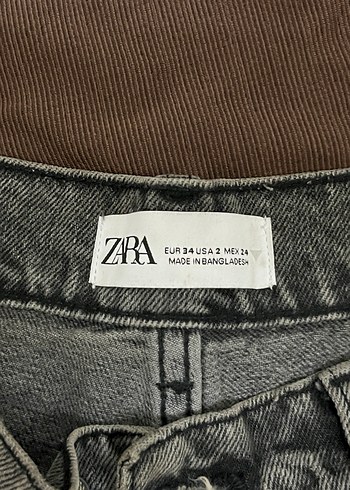 ZARA
EUR 34 USA 2 MEX 24
MADE IN BANGLADESH